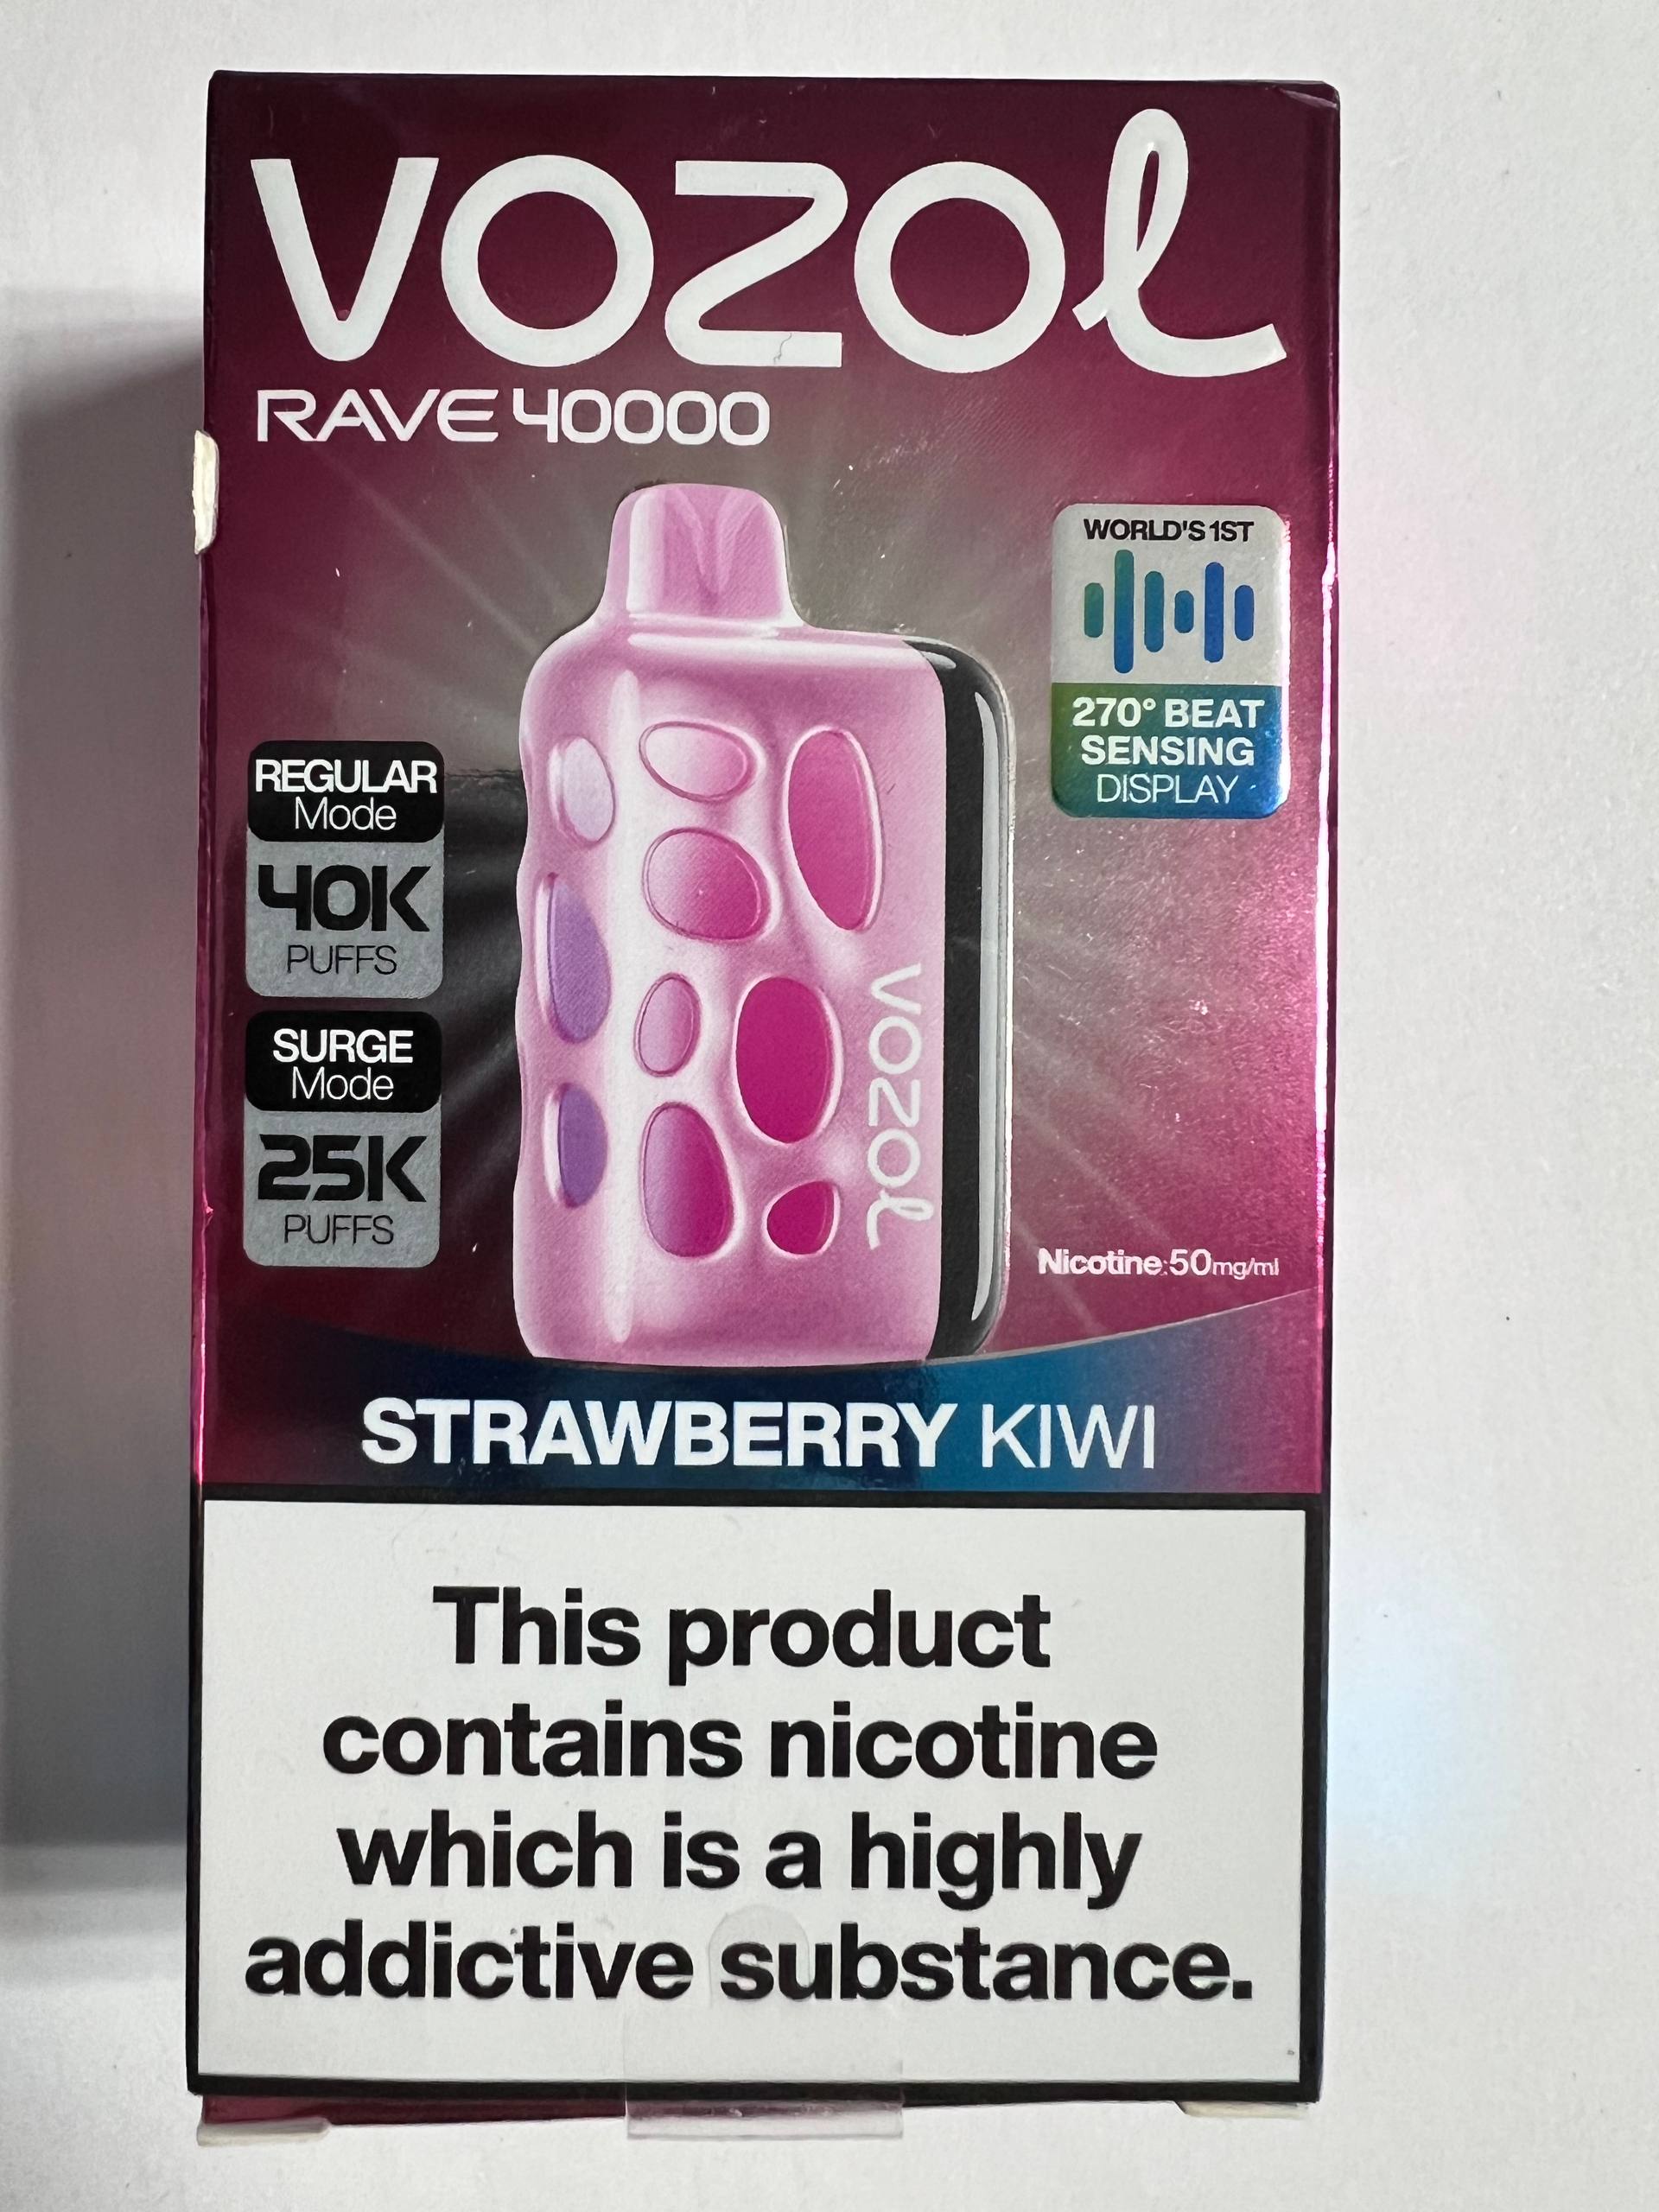 VOZOL
RAVE 40000
WORLD'S 1ST
270° BEAT
SENSING
DISPLAY
REGULAR
Mode
40K
PUFFS
SURGE
Mode
25K
PUFFS
VOZOL
Nicotine:50mg/ml
STRAWBERRY KIWI
This product
contains nicotine
which is a highly
addictive substance.